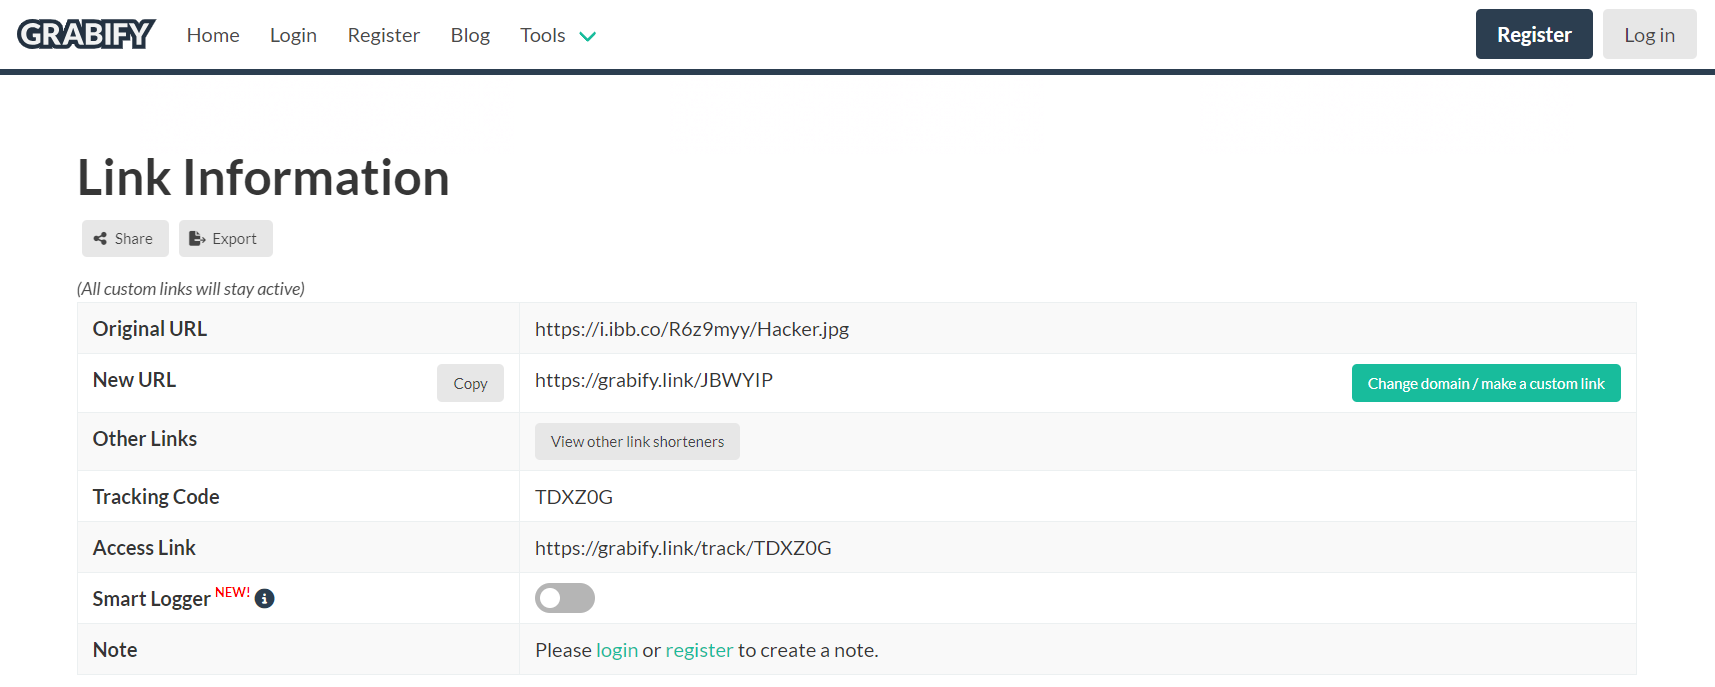 GRABIFY Home Login Register Blog Tools Register Log in
Link Information
Share Export
(All custom links will stay active)
Original URL https://i.ibb.co/R6z9myy/Hacker.jpg
New URL Copy https://grabify.link/JBWYIP Change domain / make a custom link
Other Links View other link shorteners
Tracking Code TDXZ0G
Access Link https://grabify.link/track/TDXZ0G
Smart Logger NEW!
Note Please login or register to create a note.